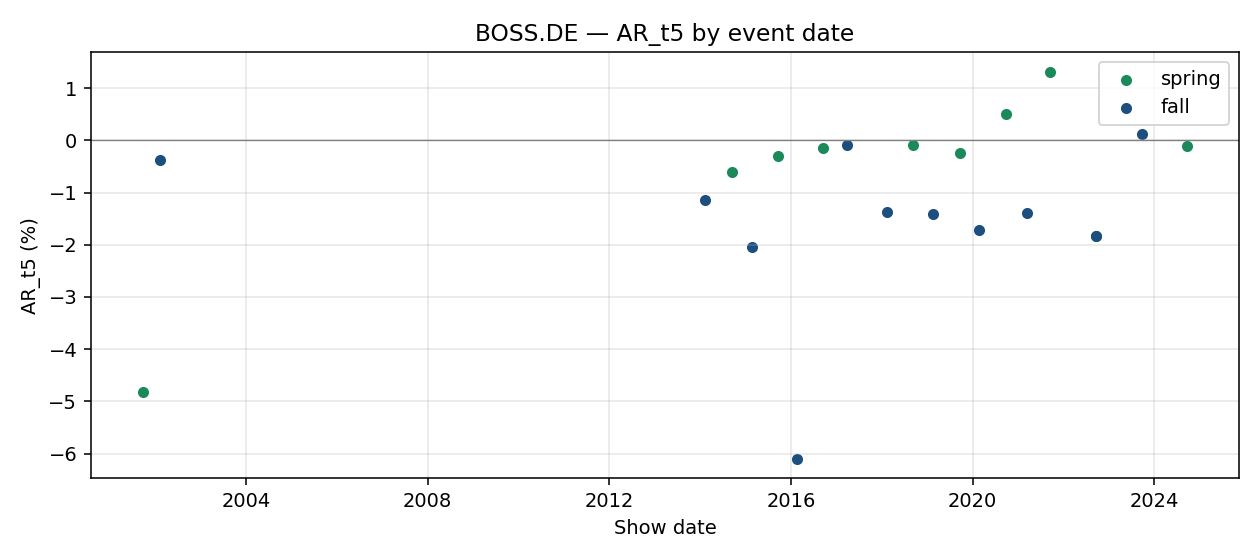 BOSS.DE — AR_t5 by event date
spring
fall
AR_t5 (%)
1
0
−1
−2
−3
−4
−5
−6
2004 2008 2012 2016 2020 2024
Show date